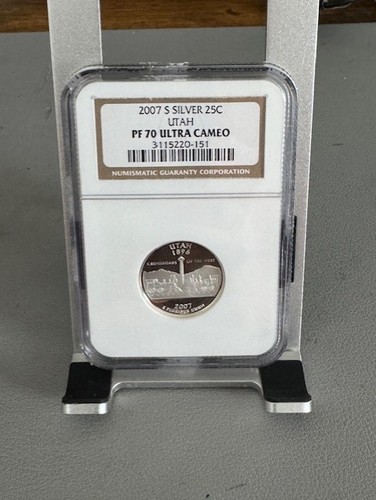 2007 S SILVER 25C
UTAH
PF 70 ULTRA CAMEO
3115220-151
NUMISMATIC GUARANTY CORPORATION
UTAH
1896
CROSSROADS OF THE WEST
2007
E PLURIBUS UNUM